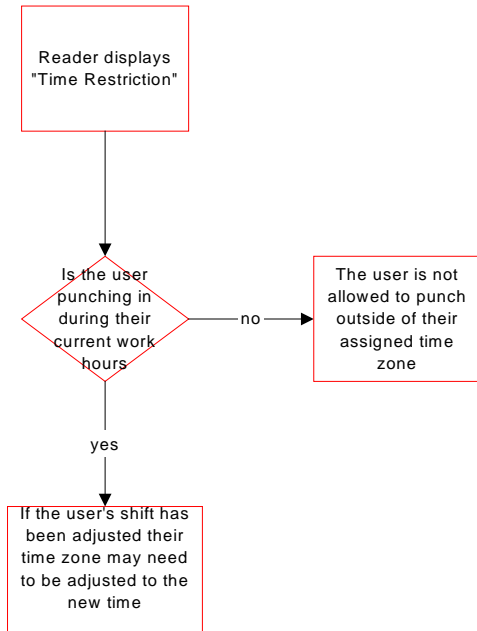 Reader displays
"Time Restriction"
Is the user
punching in
during their
current work
hours
no
The user is not
allowed to punch
outside of their
assigned time
zone
yes
If the user's shift has
been adjusted their
time zone may need
to be adjusted to the
new time